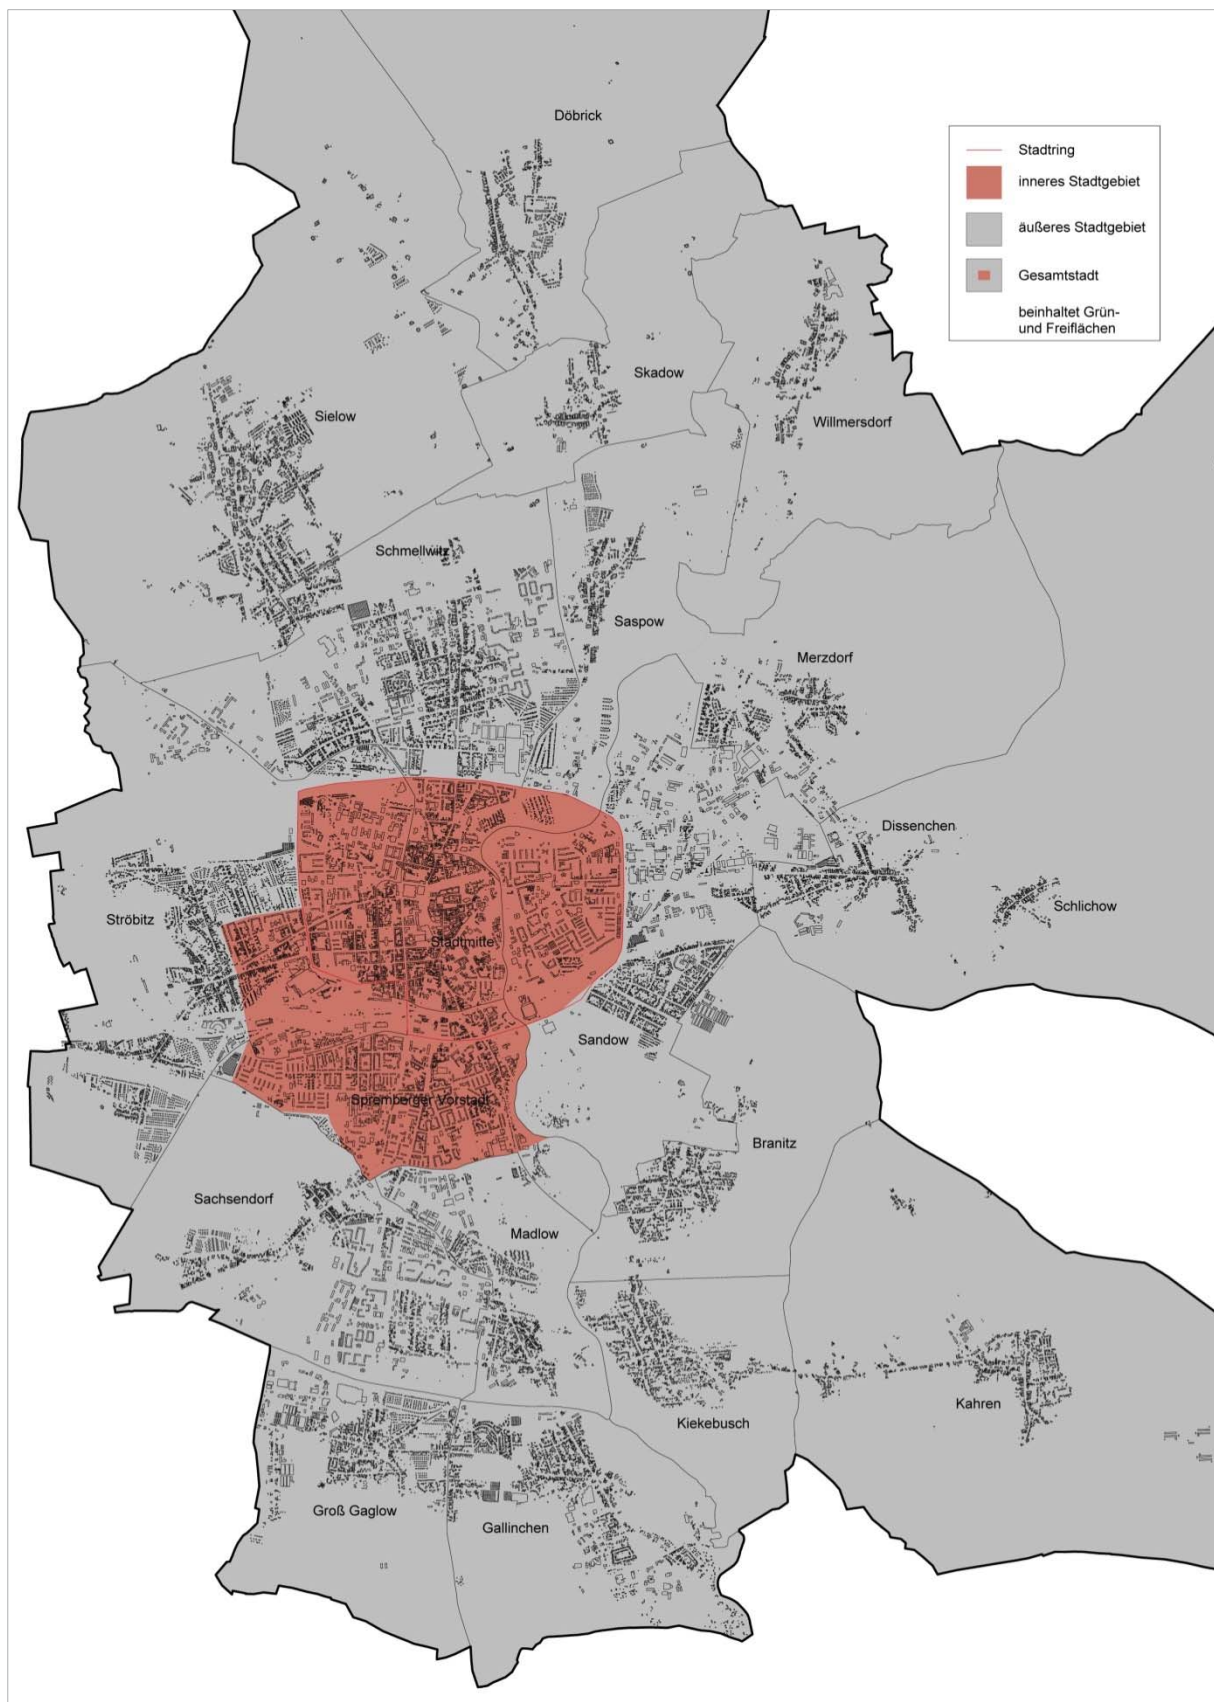 Döbrick
Stadtring
inneres Stadtgebiet
äußeres Stadtgebiet
Gesamtstadt
beinhaltet Grün-
und Freiflächen
Skadow
Sielow
Willmersdorf
Schmellwitz
Saspow
Merzdorf
Dissenchen
Schlichow
Ströbitz
Stadtmitte
Sandow
Spremberger Vorstadt
Branitz
Sachsendorf
Madlow
Kahren
Kiekebusch
Groß Gaglow
Gallinchen